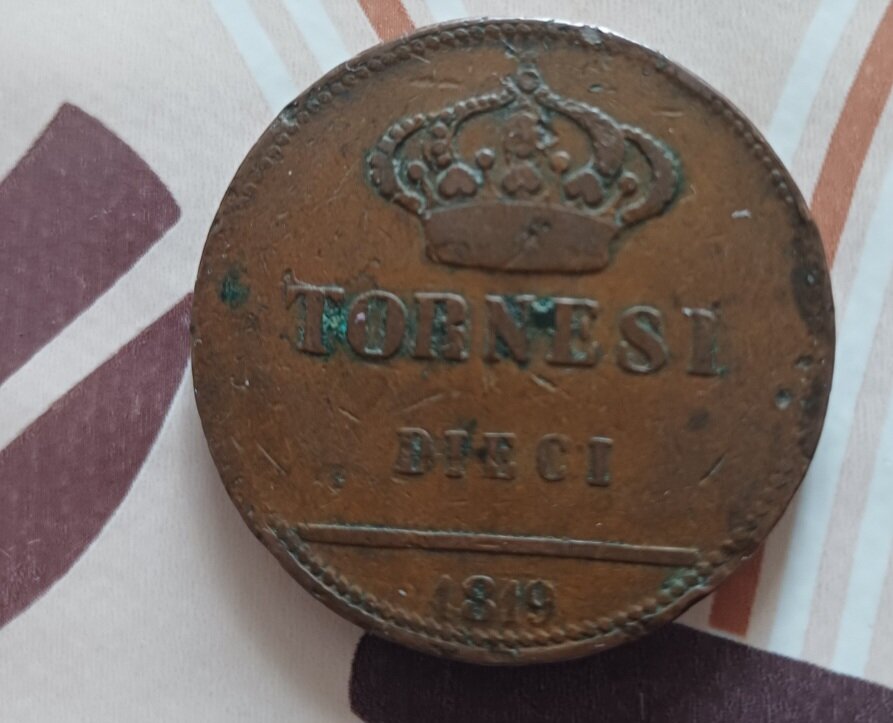 TORNESI
DIECI
1819